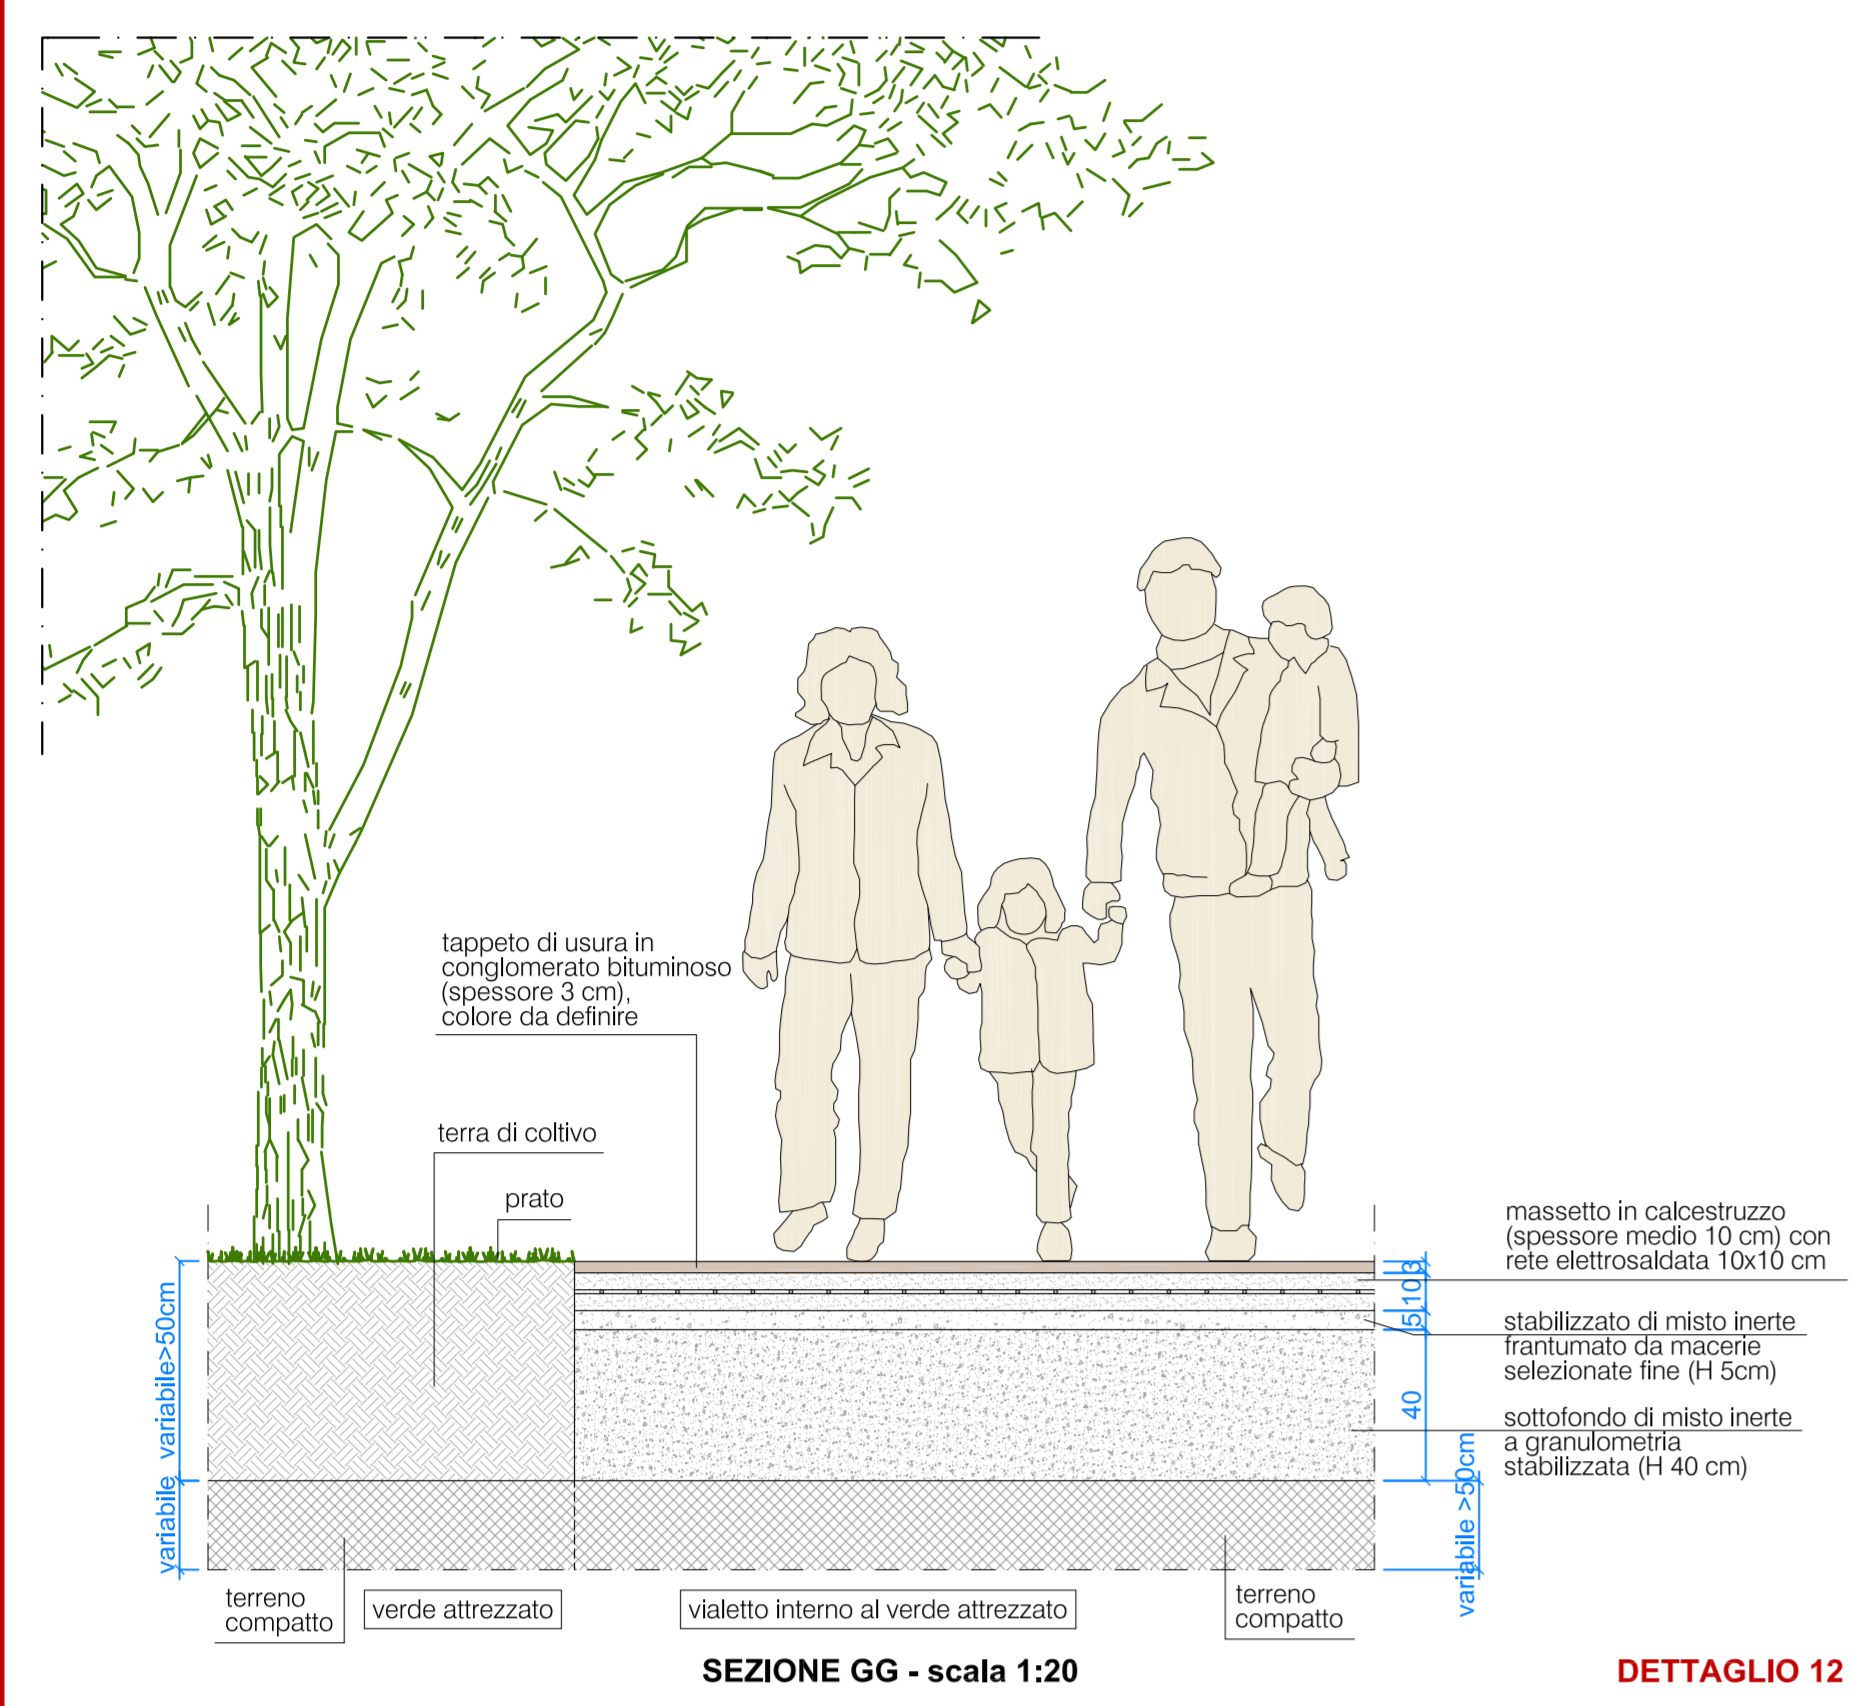 tappeto di usura in
conglomerato bituminoso
(spessore 3 cm),
colore da definire
terra di coltivo
prato
massetto in calcestruzzo
(spessore medio 10 cm) con
rete elettrosaldata 10x10 cm
stabilizzato di misto inerte
frantumato da macerie
selezionate fine (H 5cm)
sottofondo di misto inerte
a granulometria
stabilizzata (H 40 cm)
variabile>50cm
variabile
3
10
5
40
variabile >50cm
terreno
compatto
verde attrezzato
vialetto interno al verde attrezzato
terreno
compatto
SEZIONE GG - scala 1:20
DETTAGLIO 12